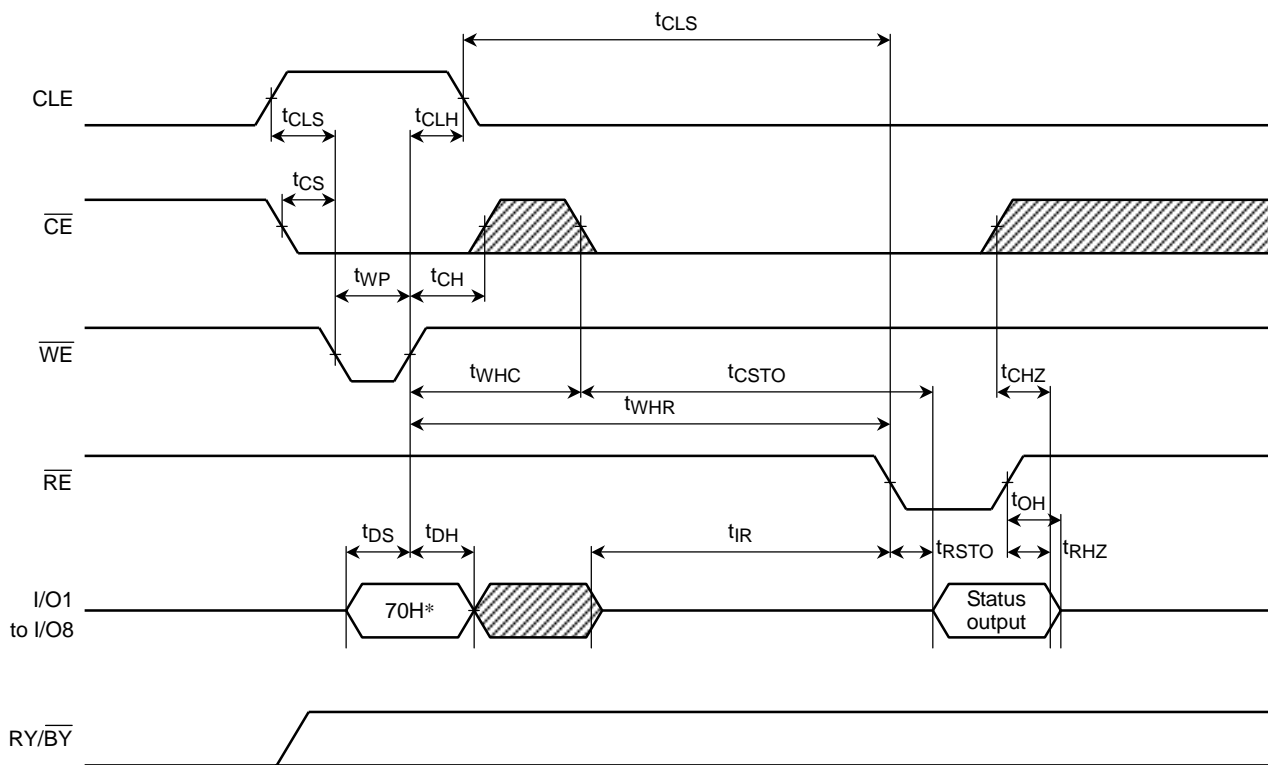 tCLS
CLE
tCLS
tCLH
tCS
CE
tWP
tCH
WE
tWHC
tCSTO
tCHZ
tWHR
RE
tOH
tDS
tDH
tIR
tRSTO
tRHZ
I/O1
to I/O8
70H*
Status
output
RY/BY